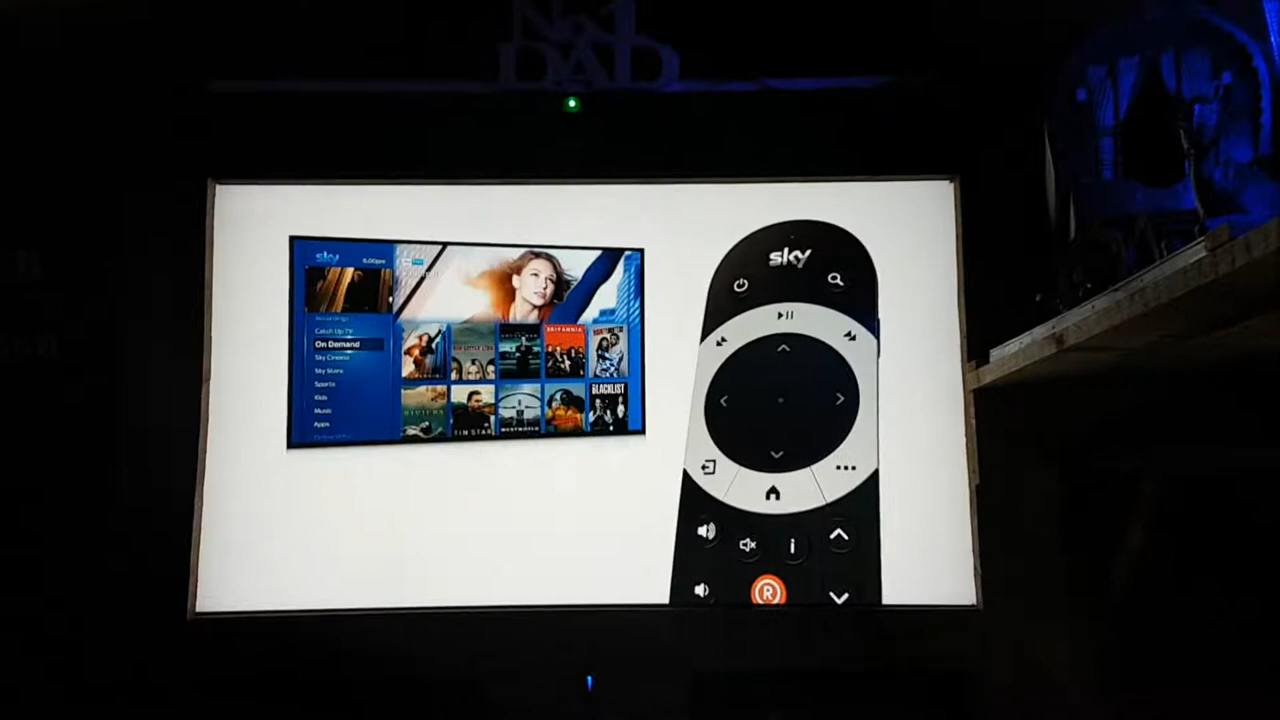 No1
DAD
sky
6:00pm
Recordings
Catch Up TV
On Demand
Sky Cinema
Sky Store
Sports
Kids
Music
Apps
BRITANNIA
RIVIERA
TIN STAR
WESTWORLD
BLACKLIST
sky
R